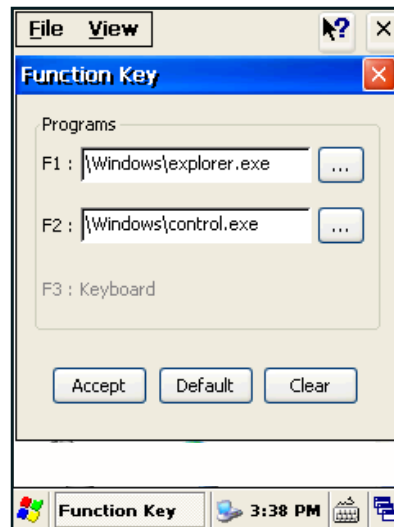 File View ?
Function Key
Programs
F1 : \Windows\explorer.exe ...
F2 : \Windows\control.exe ...
F3 : Keyboard
Accept Default Clear
Function Key 3:38 PM